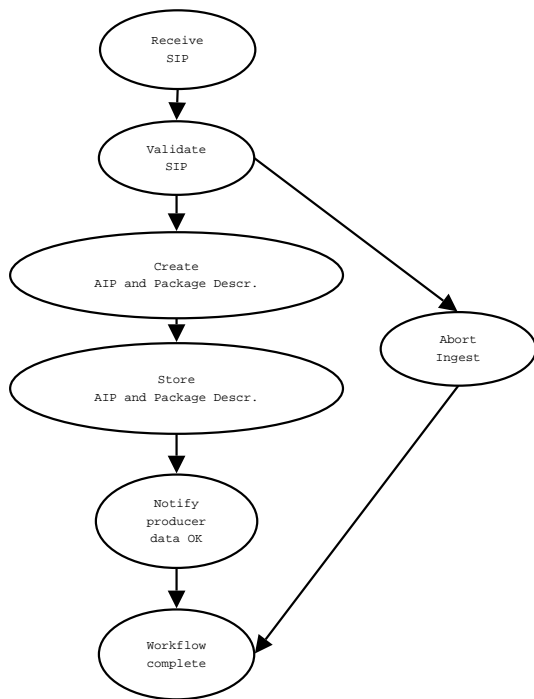 Receive
SIP
Validate
SIP
Create
AIP and Package Descr.
Abort
Ingest
Store
AIP and Package Descr.
Notify
producer
data OK
Workflow
complete